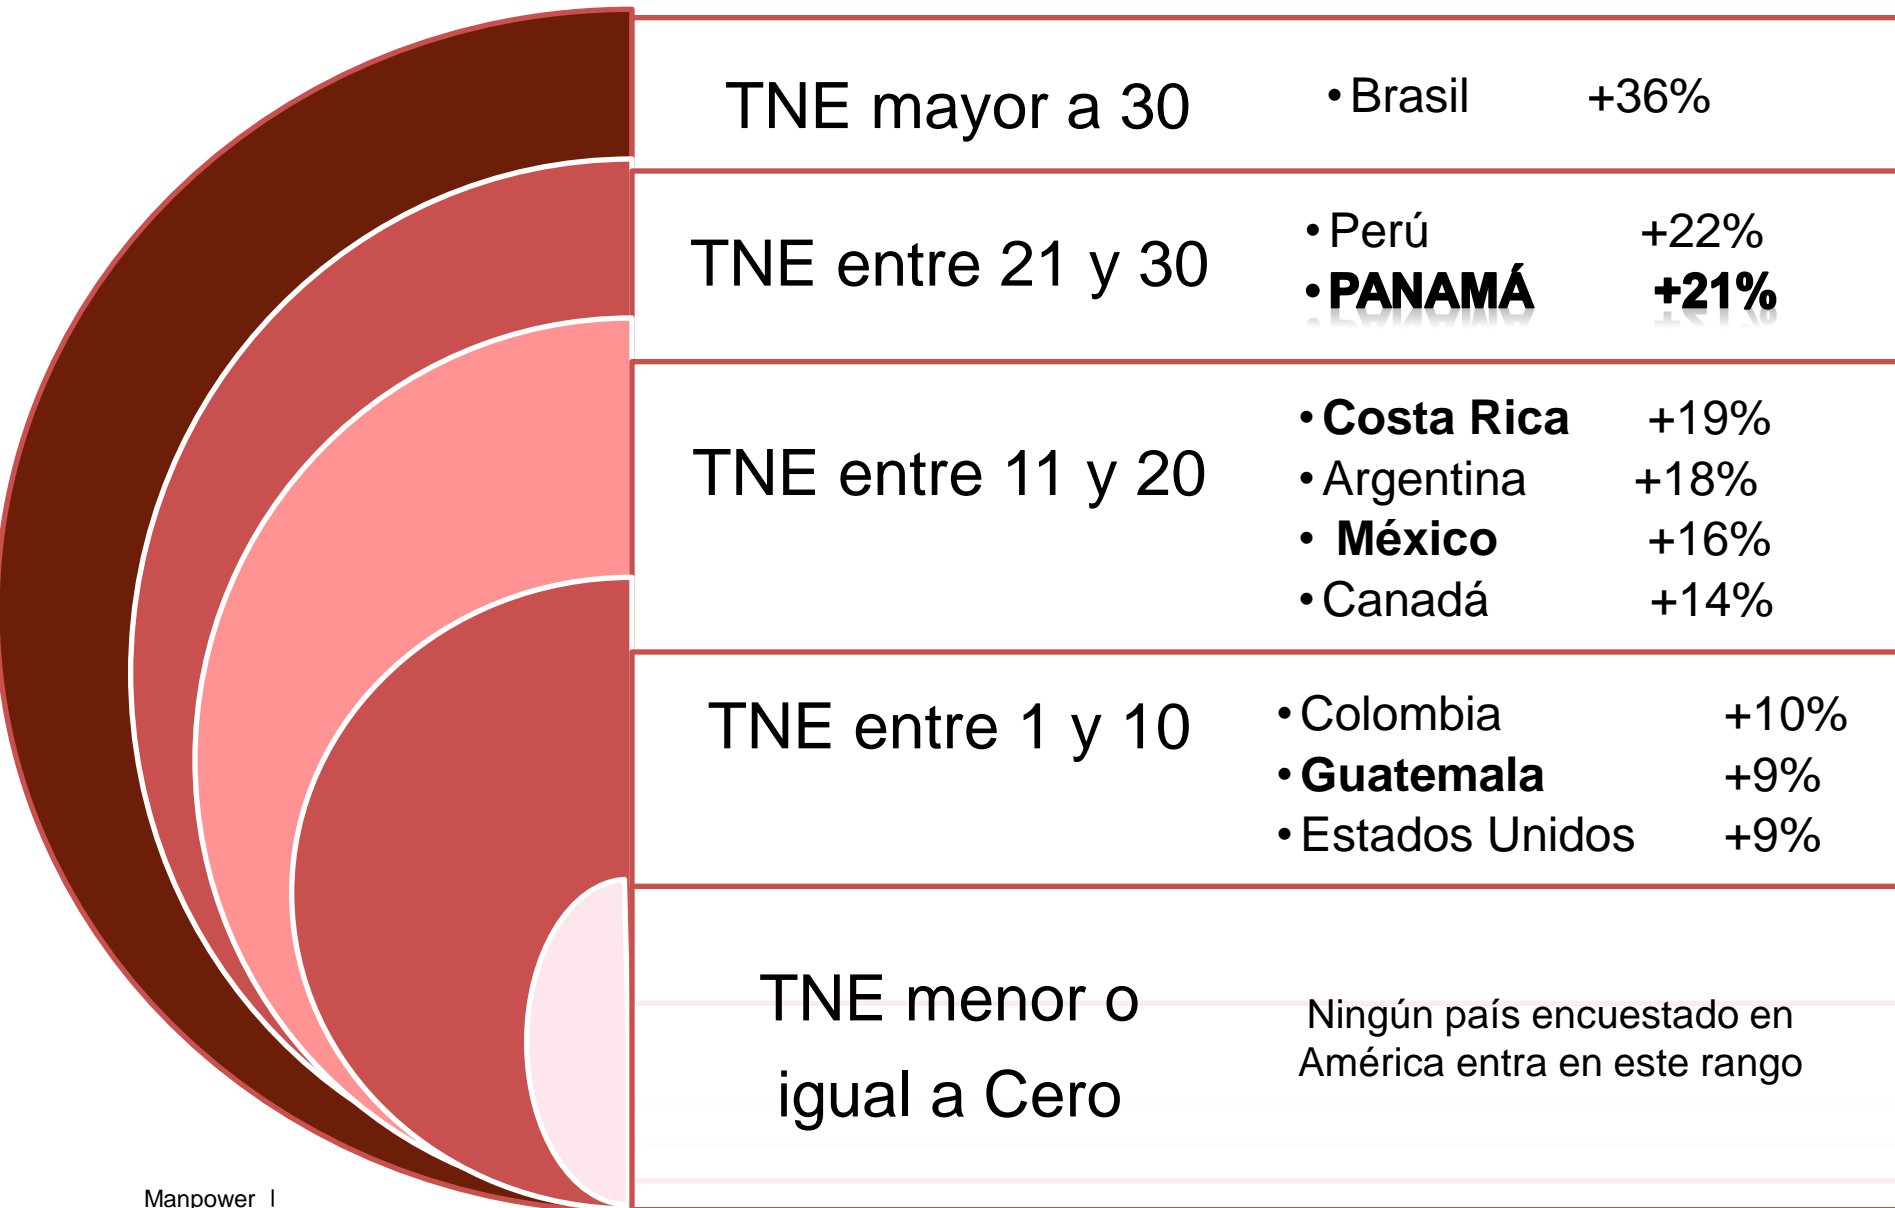 TNE mayor a 30
•Brasil +36%
TNE entre 21 y 30
•Perú +22%
•PANAMÁ +21%
TNE entre 11 y 20
•Costa Rica +19%
•Argentina +18%
• México +16%
•Canadá +14%
TNE entre 1 y 10
•Colombia +10%
•Guatemala +9%
•Estados Unidos +9%
TNE menor o
igual a Cero
Ningún país encuestado en
América entra en este rango
Manpower |